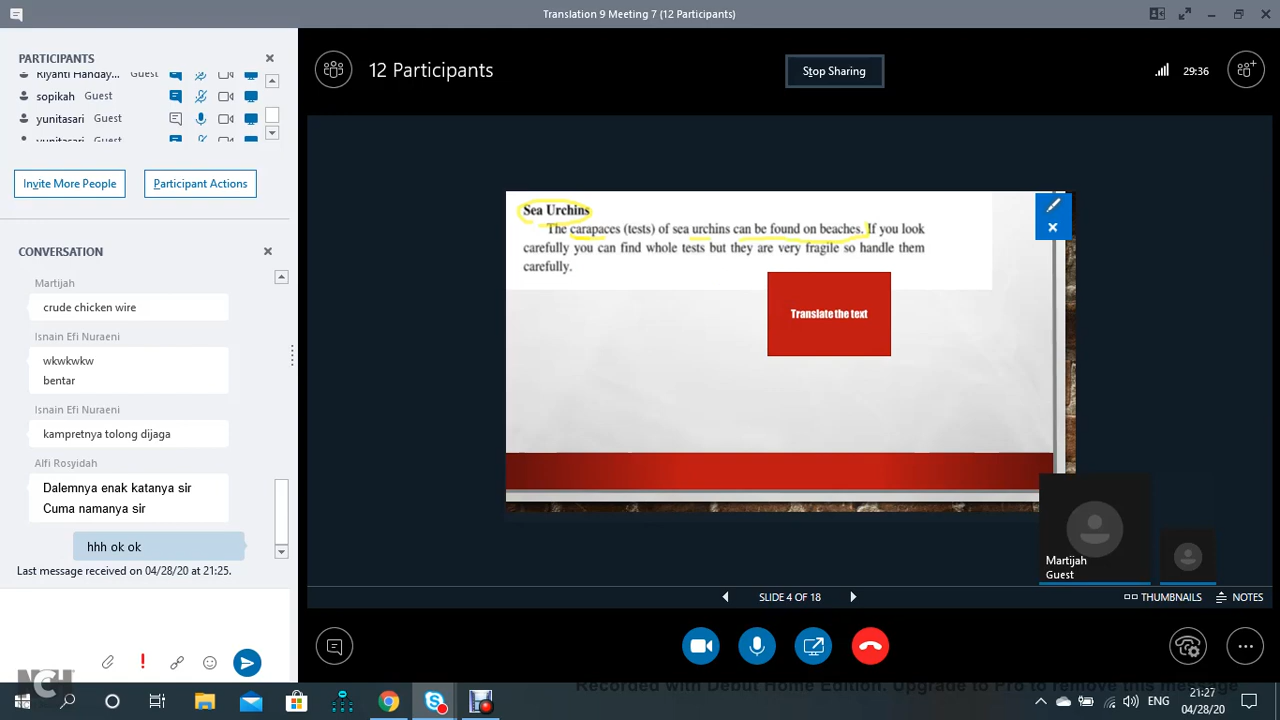 Translation 9 Meeting 7 (12 Participants)
PARTICIPANTS
Riyanti Handay... Guest
sopikah Guest
yunitasari Guest
yunitasari Guest
Invite More People
Participant Actions
CONVERSATION
Martijah
crude chicken wire
Isnain Efi Nuraeni
wkwkwkw
bentar
Isnain Efi Nuraeni
kampretnya tolong dijaga
Alfi Rosyidah
Dalemnya enak katanya sir
Cuma namanya sir
hhh ok ok
Last message received on 04/28/20 at 21:25.
12 Participants
Stop Sharing
29:36
Sea Urchins
The carapaces (tests) of sea urchins can be found on beaches. If you look
carefully you can find whole tests but they are very fragile so handle them
carefully.
Translate the text
Martijah
Guest
SLIDE 4 OF 18
THUMBNAILS
NOTES
NCH
Recorded with Debut Home Edition. Upgrade to Pro to remove this message
ENG
21:27
04/28/20